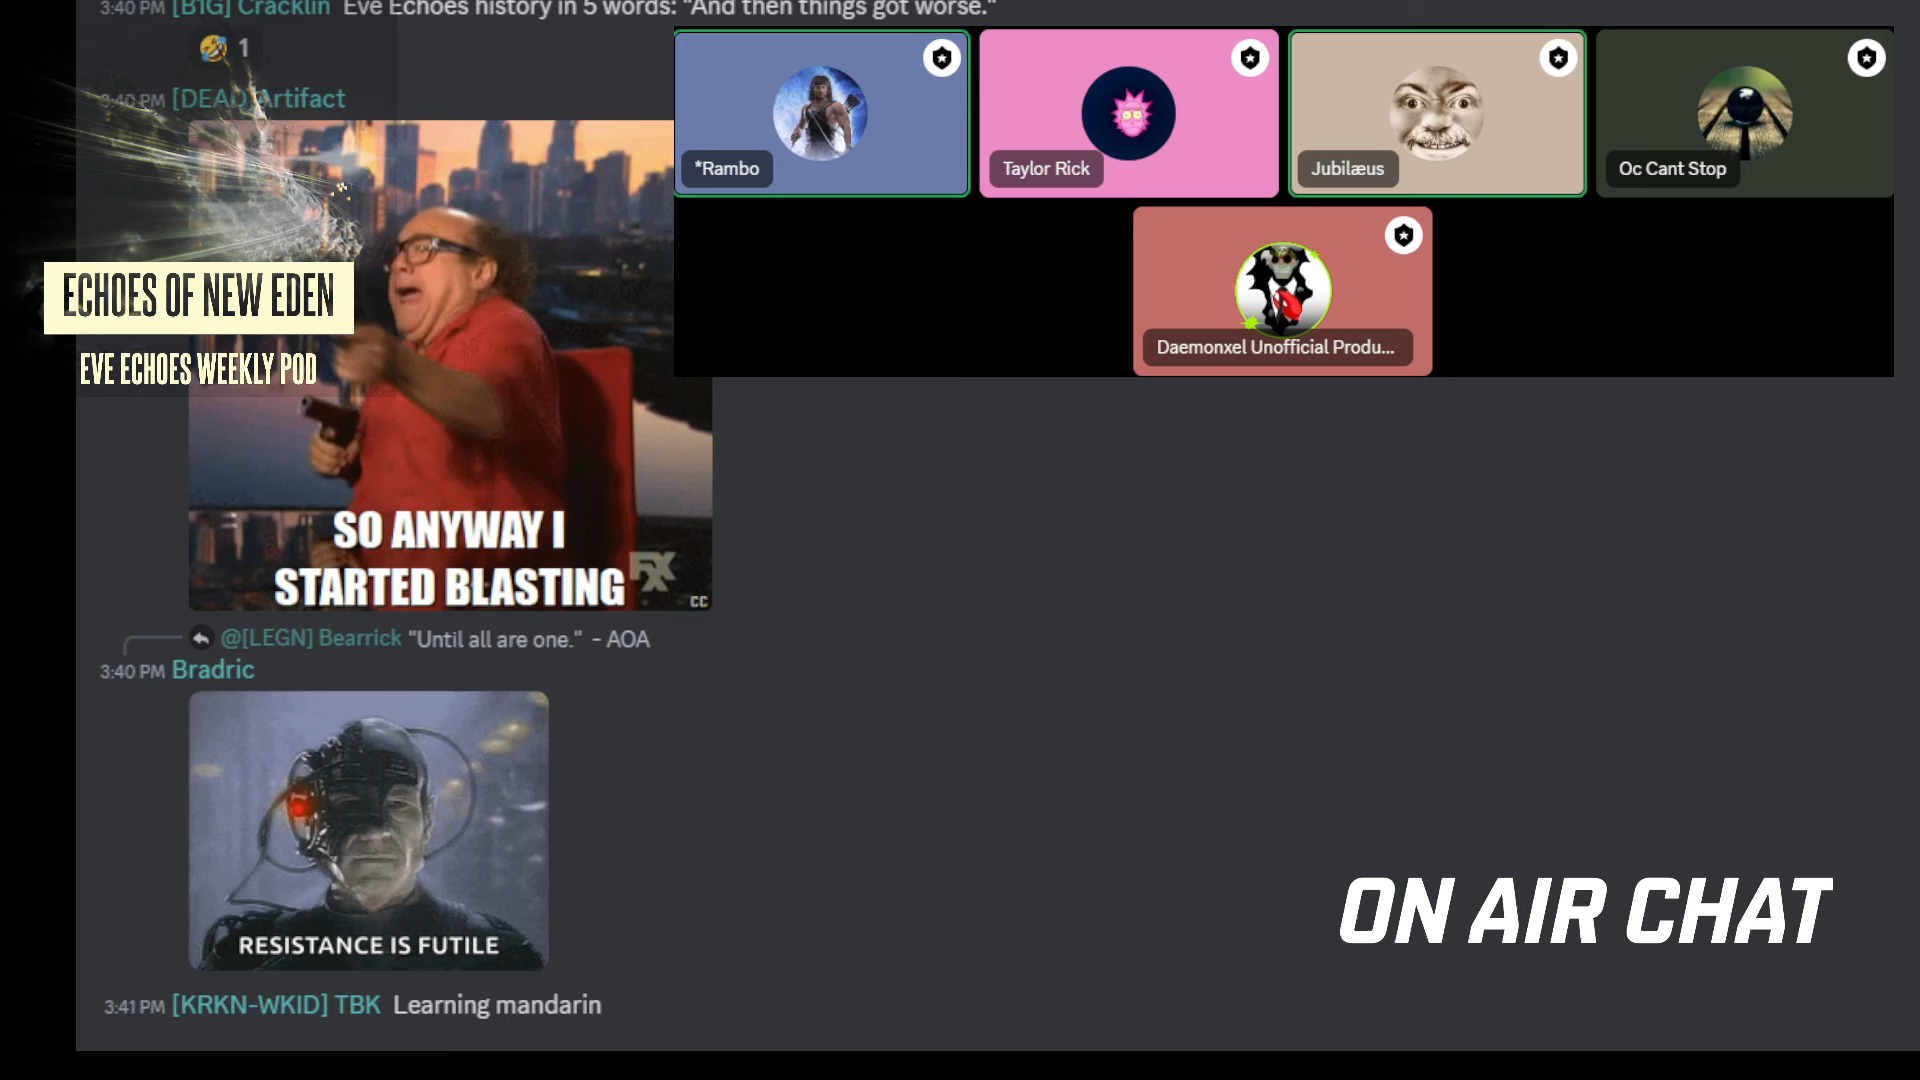 3:40 PM [B1G] Cracklin Eve Echoes history in 5 words: "And then things got worse."
1
3:40 PM [DEAD] Artifact
*Rambo
Taylor Rick
Jubilæus
Oc Cant Stop
Daemonxel Unofficial Produ...
ECHOES OF NEW EDEN
EVE ECHOES WEEKLY POD
SO ANYWAY I
STARTED BLASTING
FX
CC
@[LEGN] Bearrick "Until all are one." - AOA
3:40 PM Bradric
RESISTANCE IS FUTILE
ON AIR CHAT
3:41 PM [KRKN-WKID] TBK Learning mandarin